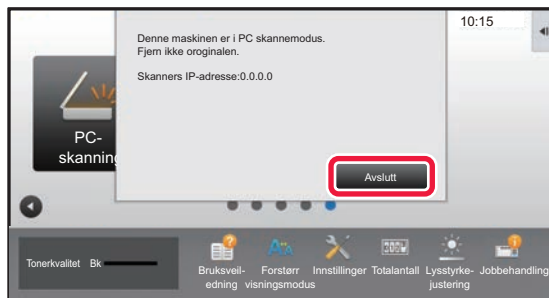 10:15
Denne maskinen er i PC skannemodus.
Fjern ikke oroginalen.
Skanners IP-adresse:0.0.0.0
PC-
skanning
Avslutt
Tonerkvalitet Bk
Bruksveil-
edning
Forstørr
visningsmodus
Innstillinger
Totalantall
Lysstyrke-
justering
Jobbehandling